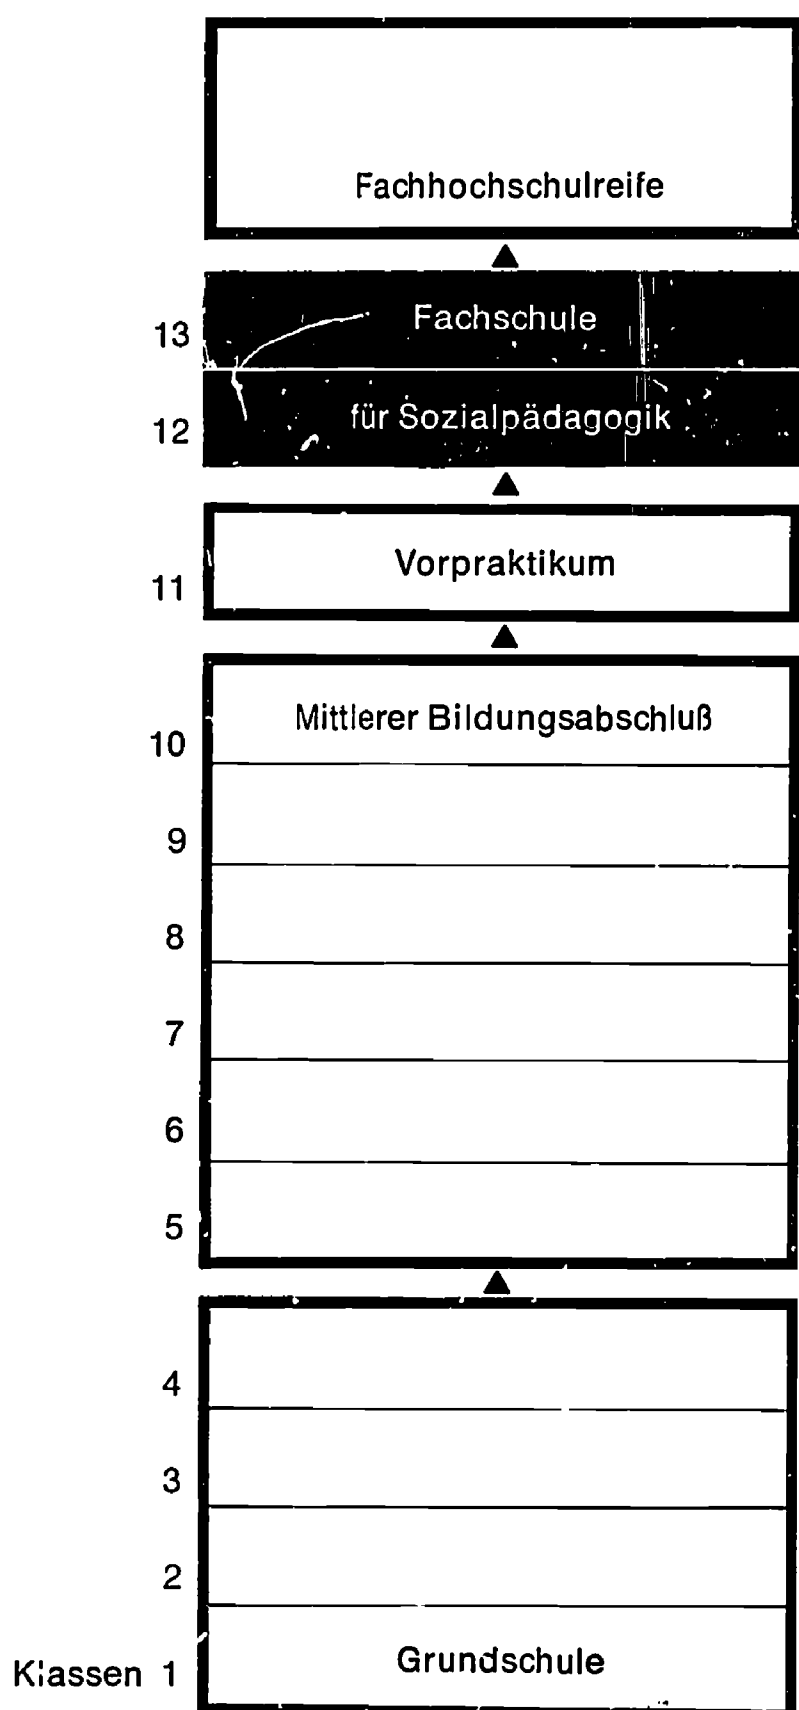 Fachhochschulreife
13 Fachschule
12 für Sozialpädagogik
11 Vorpraktikum
10 Mittlerer Bildungsabschluß
9
8
7
6
5
4
3
2
Klassen 1 Grundschule